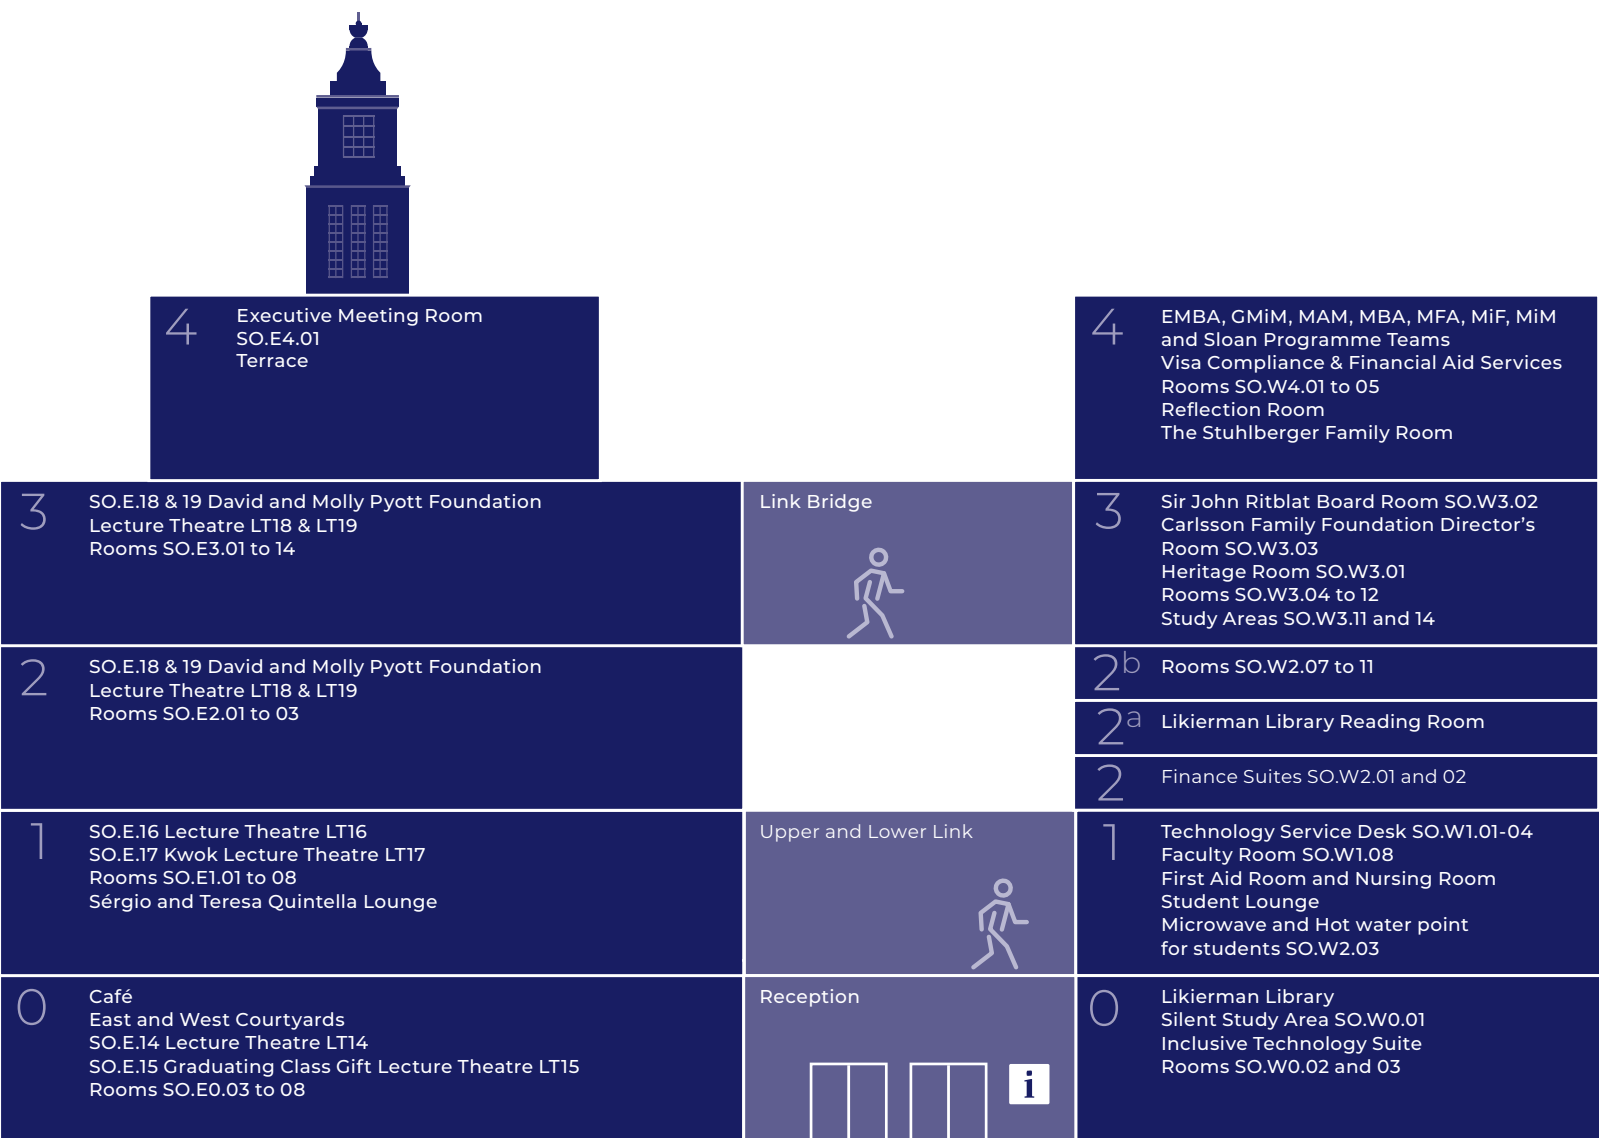 4
Executive Meeting Room
SO.E4.01
Terrace
4
EMBA, GMiM, MAM, MBA, MFA, MiF, MiM
and Sloan Programme Teams
Visa Compliance & Financial Aid Services
Rooms SO.W4.01 to 05
Reflection Room
The Stuhlberger Family Room
3
SO.E.18 & 19 David and Molly Pyott Foundation
Lecture Theatre LT18 & LT19
Rooms SO.E3.01 to 14
Link Bridge
3
Sir John Ritblat Board Room SO.W3.02
Carlsson Family Foundation Director’s
Room SO.W3.03
Heritage Room SO.W3.01
Rooms SO.W3.04 to 12
Study Areas SO.W3.11 and 14
2
SO.E.18 & 19 David and Molly Pyott Foundation
Lecture Theatre LT18 & LT19
Rooms SO.E2.01 to 03
2b
Rooms SO.W2.07 to 11
2a
Likierman Library Reading Room
2
Finance Suites SO.W2.01 and 02
1
SO.E.16 Lecture Theatre LT16
SO.E.17 Kwok Lecture Theatre LT17
Rooms SO.E1.01 to 08
Sérgio and Teresa Quintella Lounge
Upper and Lower Link
1
Technology Service Desk SO.W1.01-04
Faculty Room SO.W1.08
First Aid Room and Nursing Room
Student Lounge
Microwave and Hot water point
for students SO.W2.03
0
Café
East and West Courtyards
SO.E.14 Lecture Theatre LT14
SO.E.15 Graduating Class Gift Lecture Theatre LT15
Rooms SO.E0.03 to 08
Reception
i
0
Likierman Library
Silent Study Area SO.W0.01
Inclusive Technology Suite
Rooms SO.W0.02 and 03